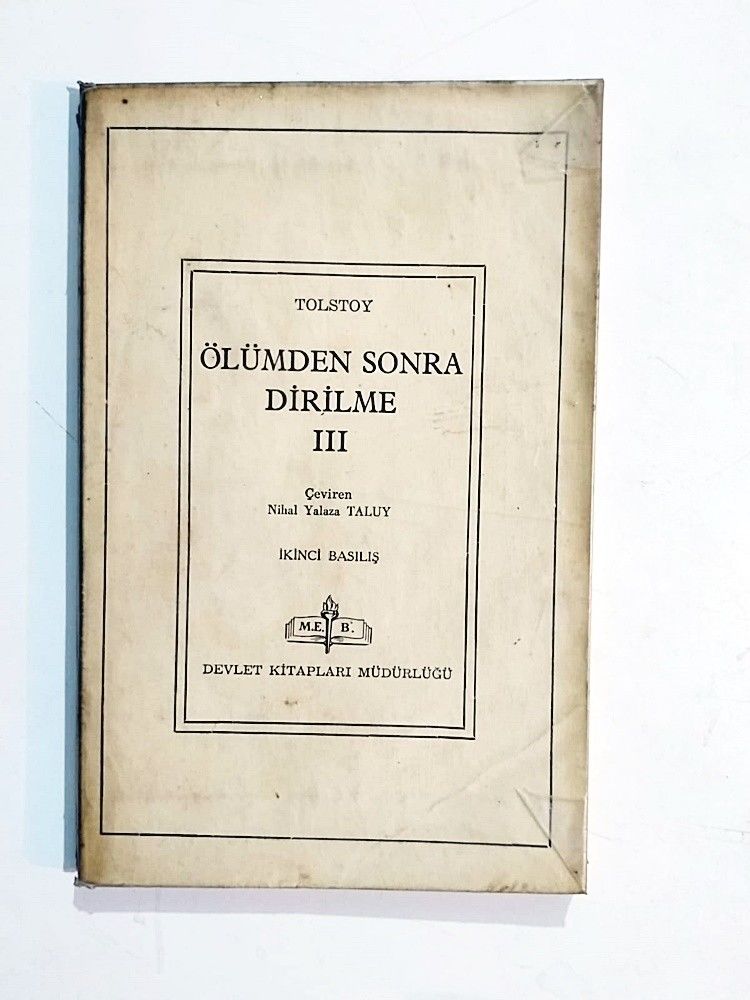 TOLSTOY
ÖLÜMDEN SONRA
DİRİLME
III
Çeviren
Nihal Yalaza TALUY
İKİNCİ BASILIŞ
M.E. B.
DEVLET KİTAPLARI MÜDÜRLÜĞÜ